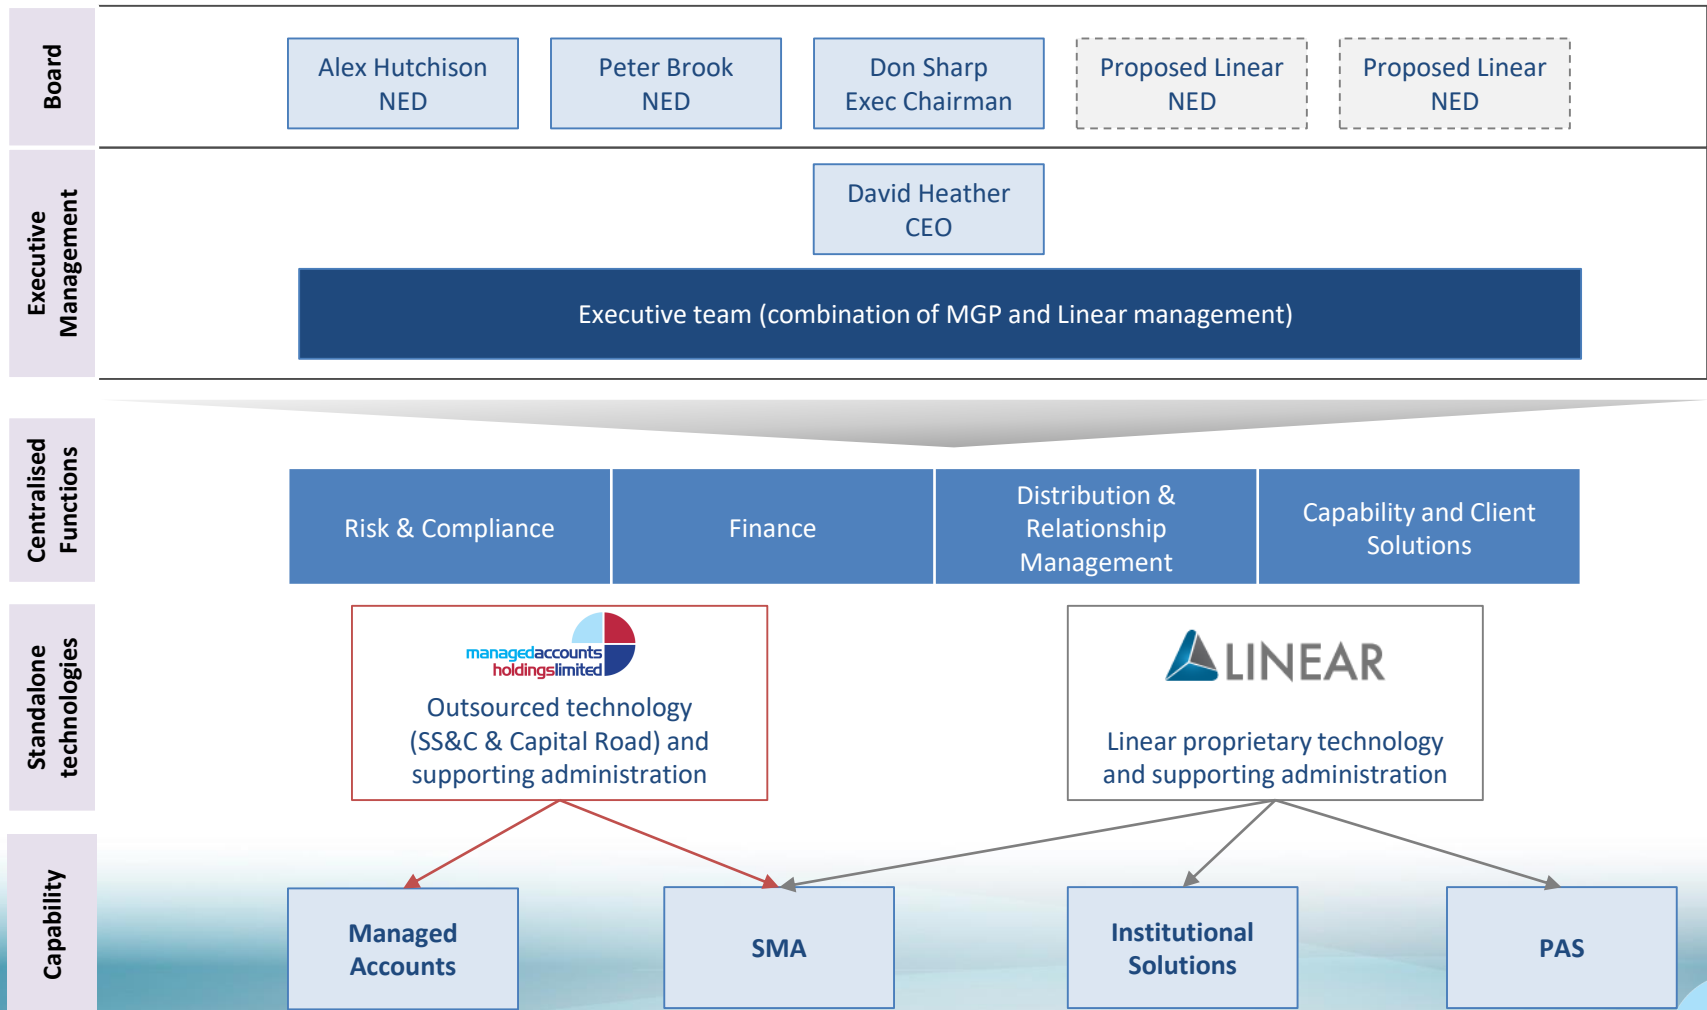 Board
Alex Hutchison
NED
Peter Brook
NED
Don Sharp
Exec Chairman
Proposed Linear
NED
Proposed Linear
NED
Executive
Management
David Heather
CEO
Executive team (combination of MGP and Linear management)
Centralised
Functions
Risk & Compliance
Finance
Distribution &
Relationship
Management
Capability and Client
Solutions
Standalone
technologies
managedaccounts
holdingslimited
Outsourced technology
(SS&C & Capital Road) and
supporting administration
LINEAR
Linear proprietary technology
and supporting administration
Capability
Managed
Accounts
SMA
Institutional
Solutions
PAS